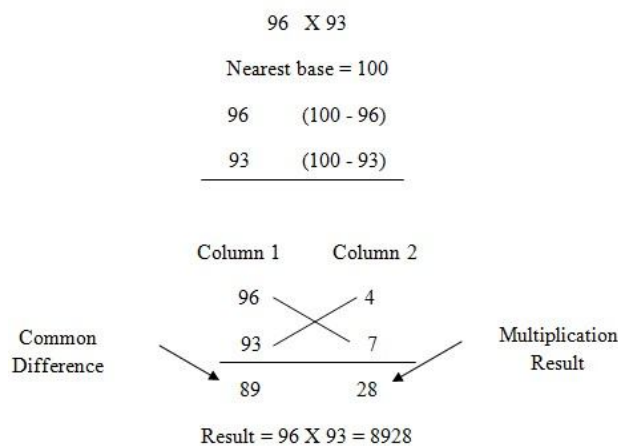 96 X 93
Nearest base = 100
96 (100 - 96)
93 (100 - 93)
Column 1 Column 2
96 4
93 7
Common
Difference
Multiplication
Result
89 28
Result = 96 X 93 = 8928